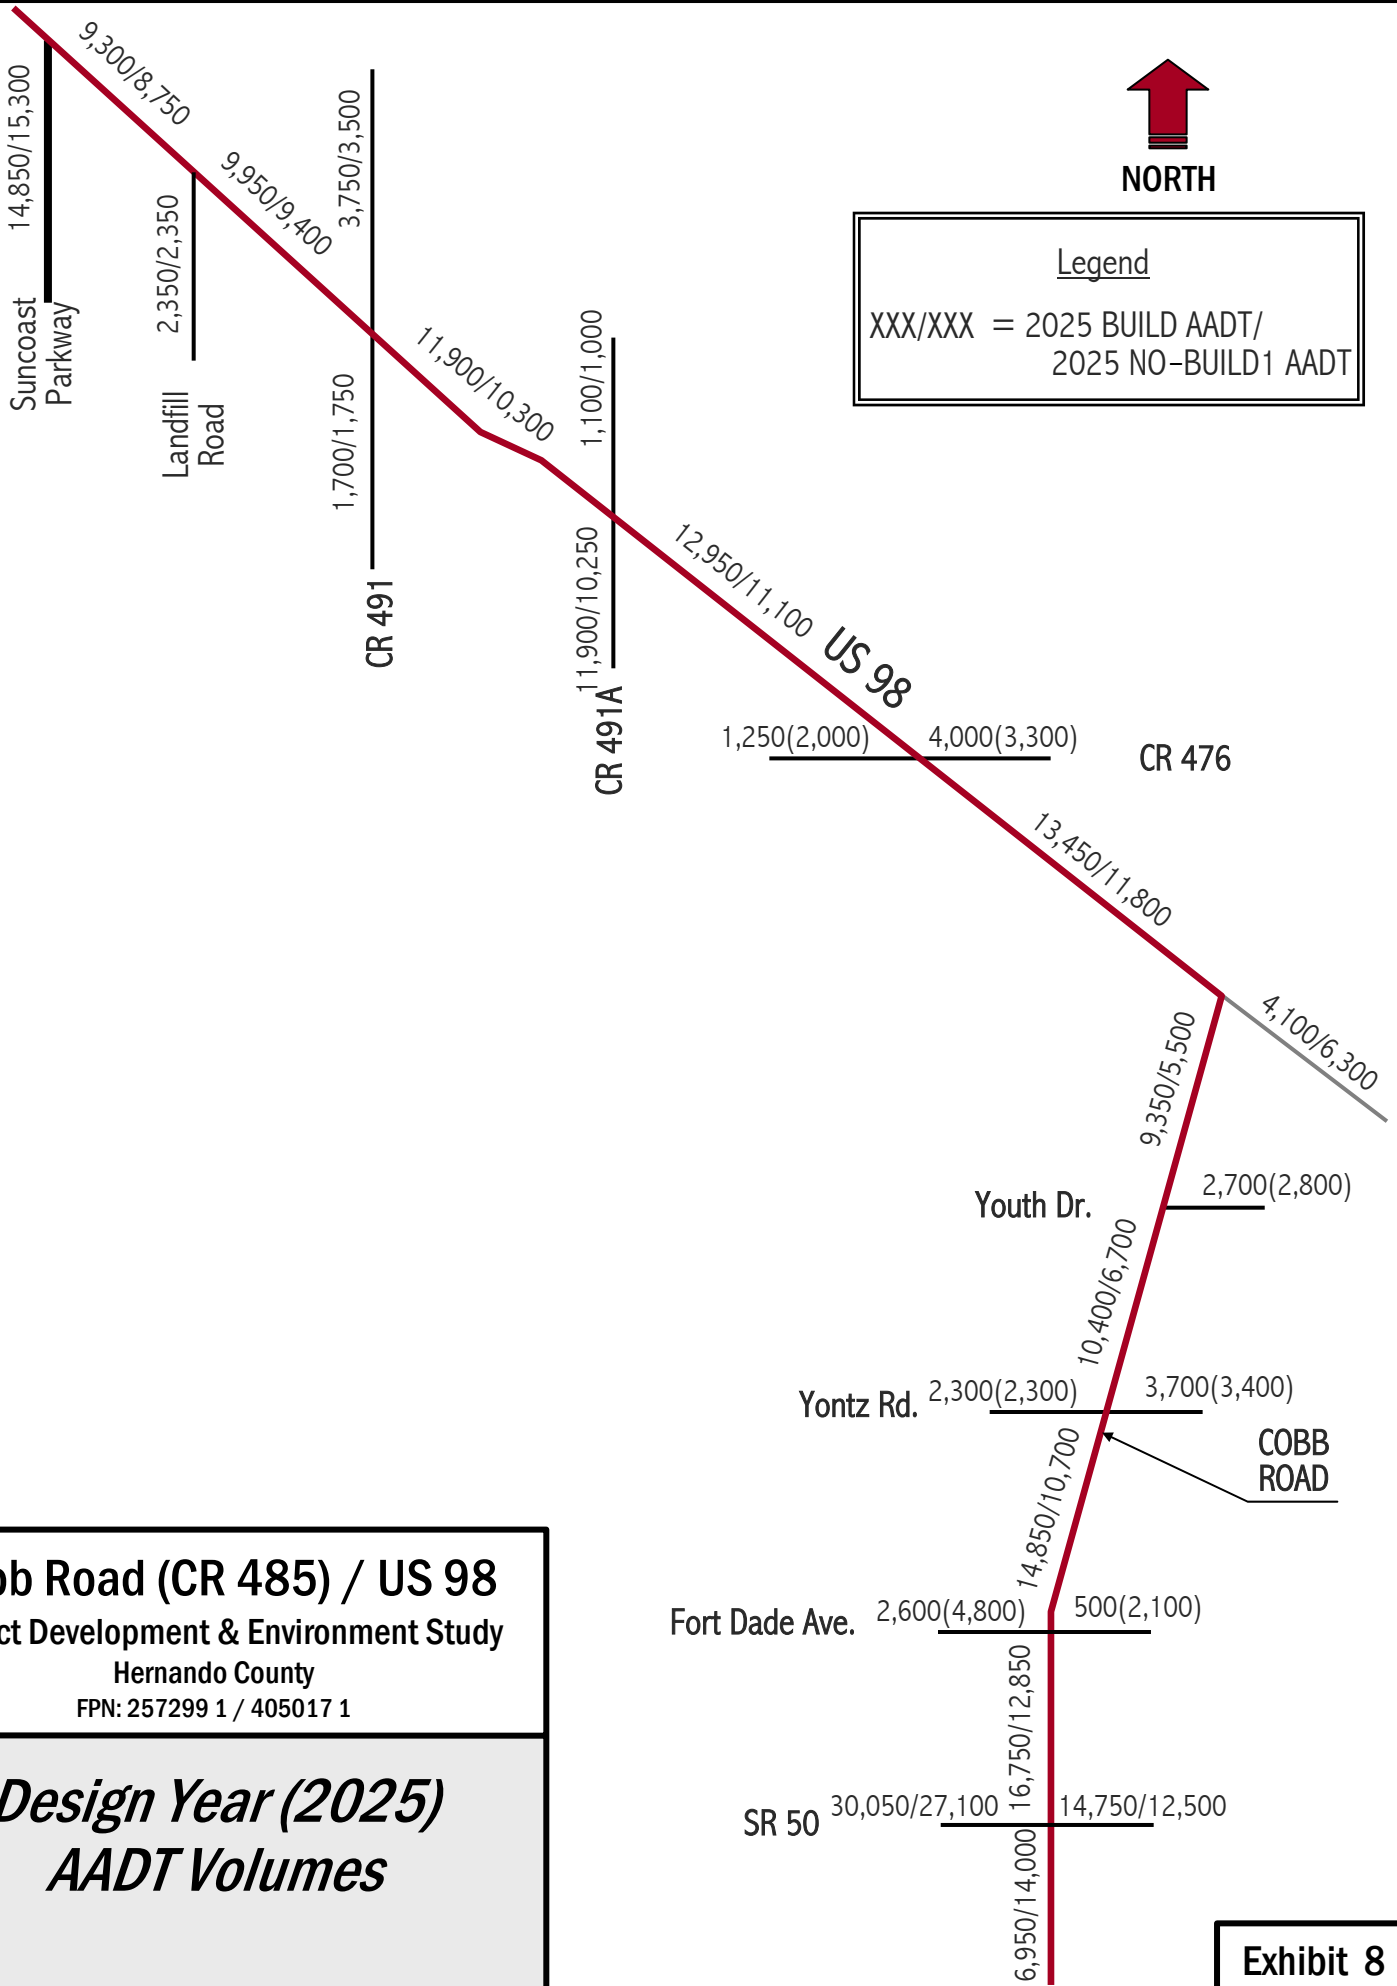 9,300/8,750
14,850/15,300
Suncoast
Parkway
9,950/9,400
2,350/2,350
Landfill
Road
3,750/3,500
1,700/1,750
CR 491
11,900/10,300
1,100/1,000
11,900/10,250
CR 491A
NORTH
Legend
XXX/XXX = 2025 BUILD AADT/
2025 NO-BUILD1 AADT
12,950/11,100
US 98
1,250(2,000)
4,000(3,300)
CR 476
13,450/11,800
4,100/6,300
9,350/5,500
Youth Dr.
2,700(2,800)
10,400/6,700
Yontz Rd.
2,300(2,300)
3,700(3,400)
COBB
ROAD
14,850/10,700
Fort Dade Ave.
2,600(4,800)
500(2,100)
16,750/12,850
SR 50
30,050/27,100
14,750/12,500
6,950/14,000
bb Road (CR 485) / US 98
ct Development & Environment Study
Hernando County
FPN: 257299 1 / 405017 1
Design Year (2025)
AADT Volumes
Exhibit 8